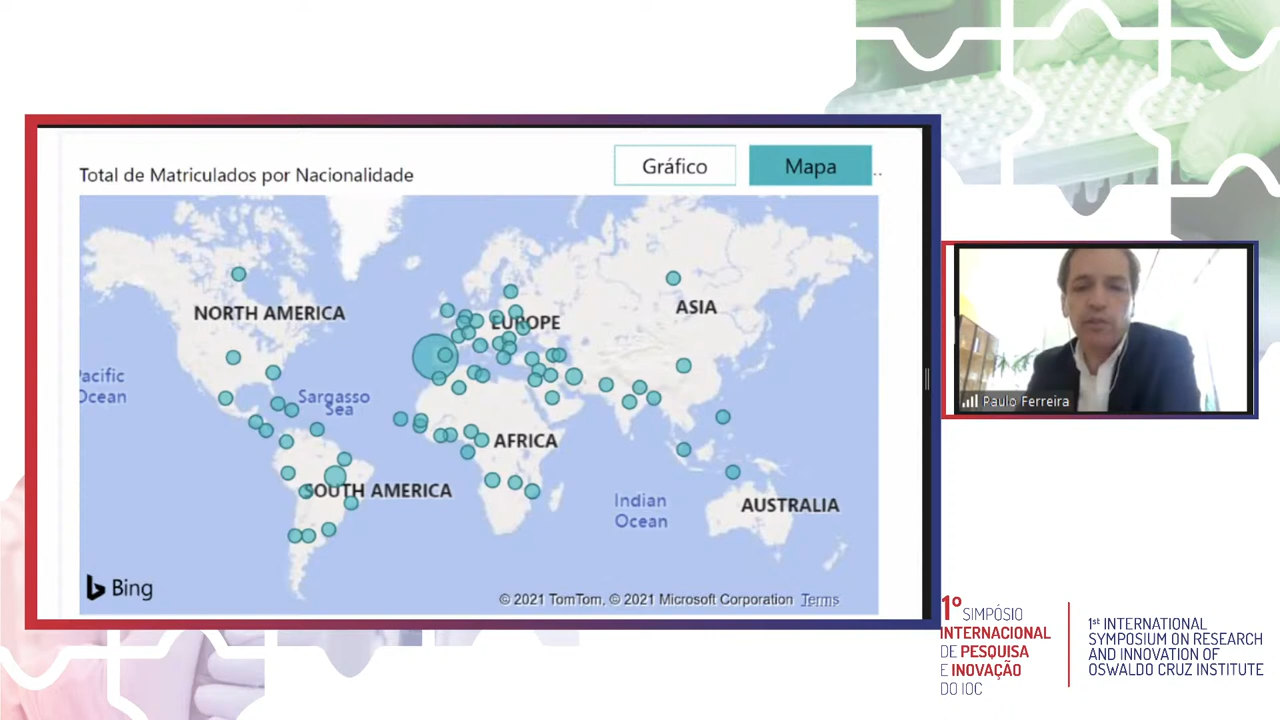 Total de Matriculados por Nacionalidade
Gráfico
Mapa
..
NORTH AMERICA
EUROPE
ASIA
Pacific
Ocean
Sargasso
Sea
AFRICA
SOUTH AMERICA
Indian
Ocean
AUSTRALIA
Bing
© 2021 TomTom, © 2021 Microsoft Corporation Terms
Paulo Ferreira
1º SIMPÓSIO
INTERNACIONAL
DE PESQUISA
E INOVAÇÃO
DO IOC
1st INTERNATIONAL
SYMPOSIUM ON RESEARCH
AND INNOVATION OF
OSWALDO CRUZ INSTITUTE